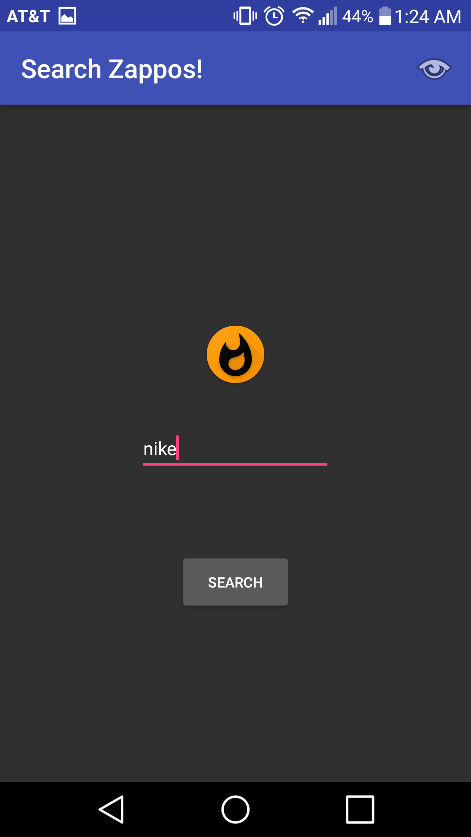 AT&T 44% 1:24 AM
Search Zappos!
nike
SEARCH